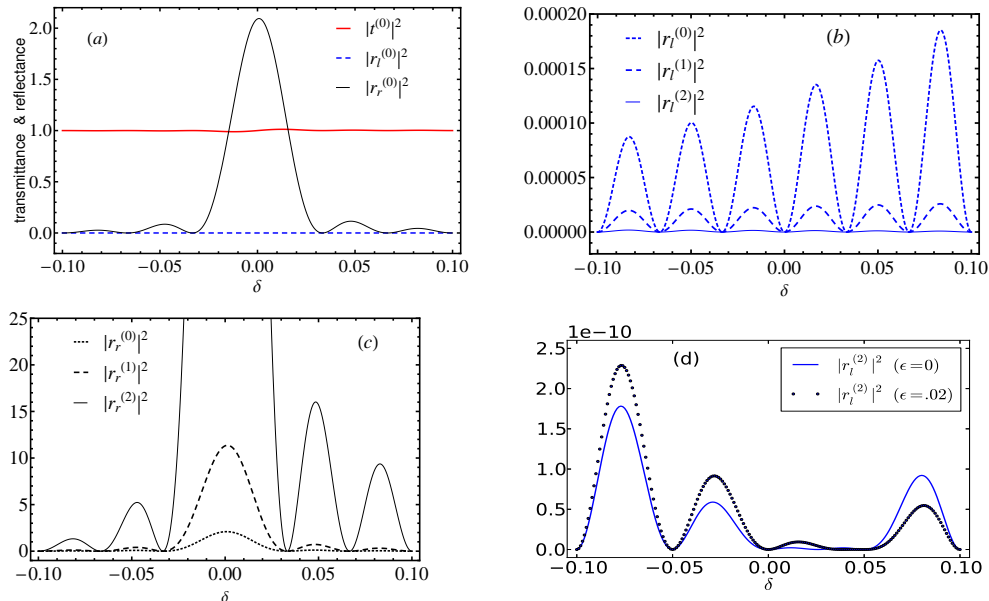 (a)
|t^(0)|^2
|r_l^(0)|^2
|r_r^(0)|^2
transmittance & reflectance
2.0
1.5
1.0
0.5
0.0
−0.10 −0.05 0.00 0.05 0.10
δ
(b)
|r_l^(0)|^2
|r_l^(1)|^2
|r_l^(2)|^2
0.00020
0.00015
0.00010
0.00005
0.00000
−0.10 −0.05 0.00 0.05 0.10
δ
(c)
|r_r^(0)|^2
|r_r^(1)|^2
|r_r^(2)|^2
25
20
15
10
5
0
−0.10 −0.05 0.00 0.05 0.10
δ
1e−10
(d)
|r_l^(2)|^2 (ϵ=0)
|r_l^(2)|^2 (ϵ=.02)
2.5
2.0
1.5
1.0
0.5
0.0
−0.10 −0.05 0.00 0.05 0.10
δ